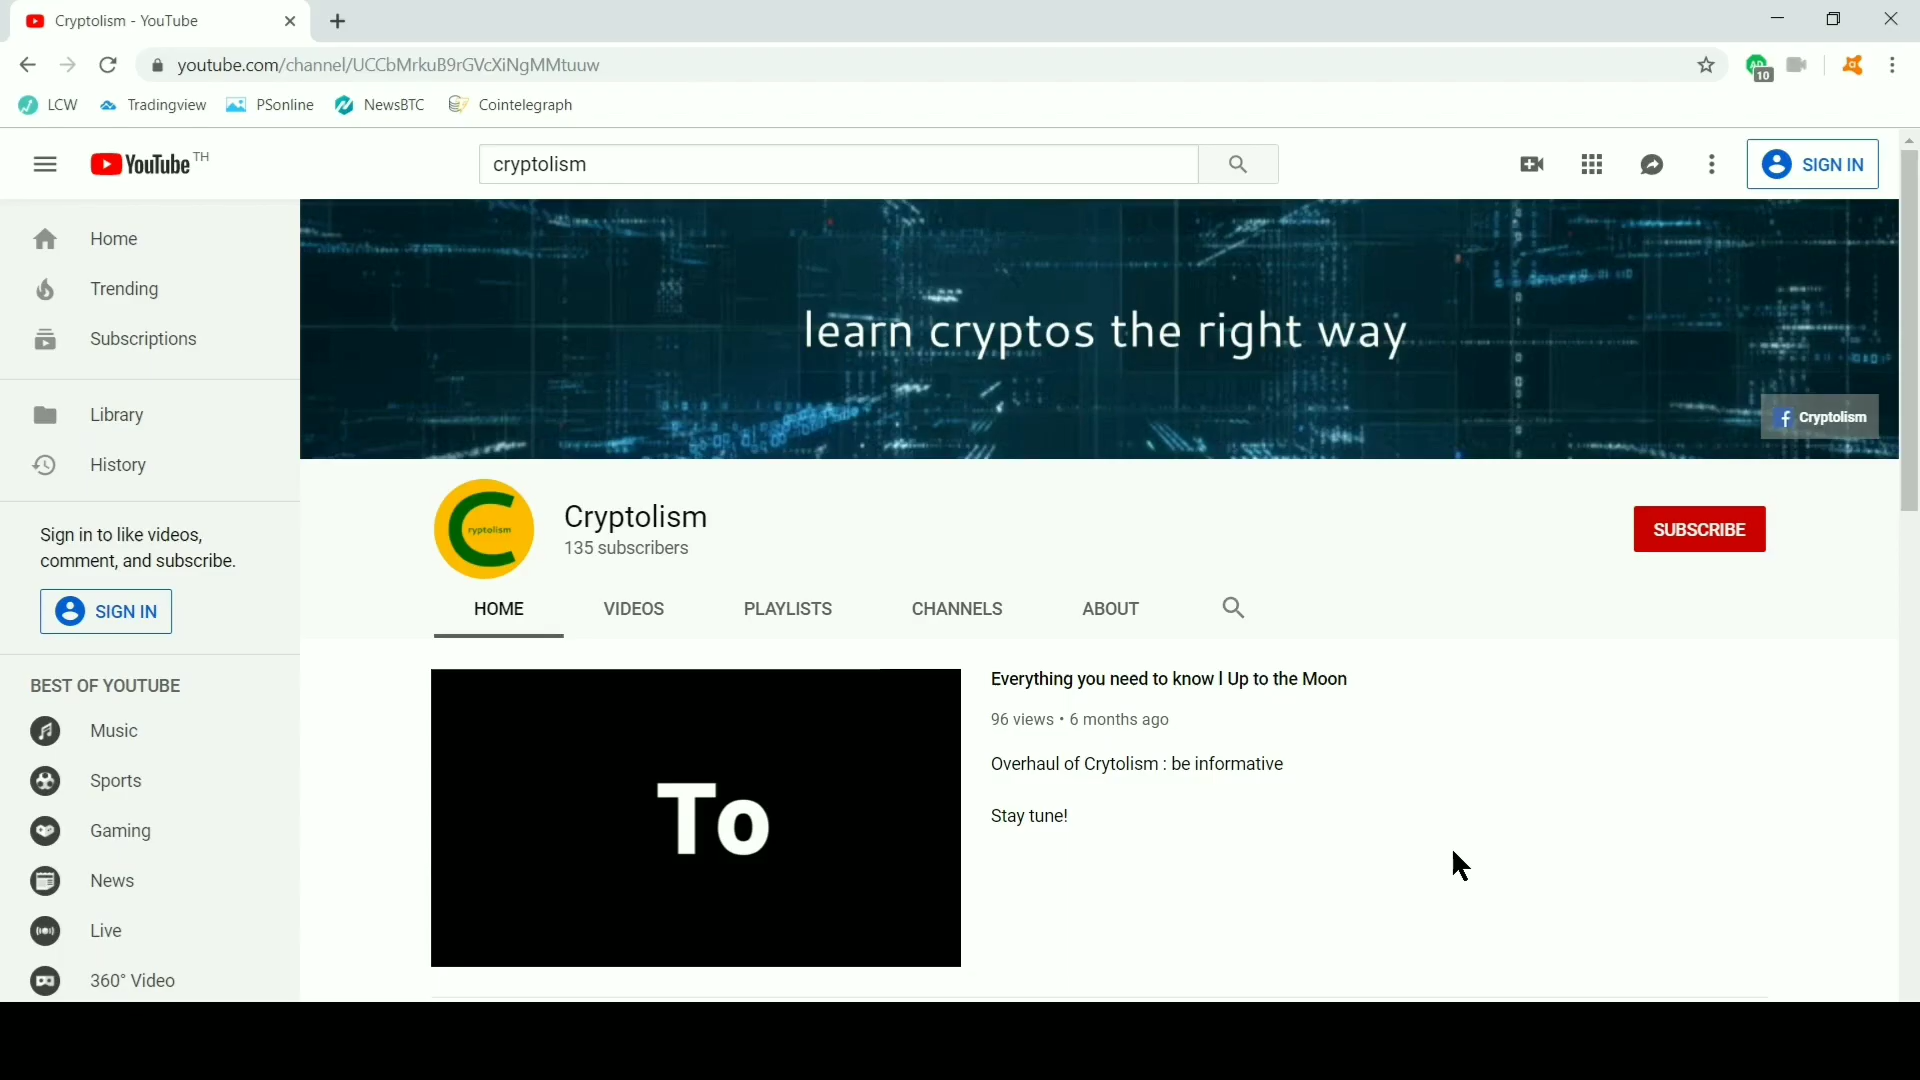 Cryptolism - YouTube
youtube.com/channel/UCCbMrkuB9rGVcXiNgMMtuuw
10
LCW
Tradingview
PSonline
NewsBTC
Cointelegraph
YouTube TH
cryptolism
SIGN IN
Home
Trending
Subscriptions
Library
History
Sign in to like videos,
comment, and subscribe.
SIGN IN
BEST OF YOUTUBE
Music
Sports
Gaming
News
Live
360° Video
learn cryptos the right way
f Cryptolism
Cryptolism
Cryptolism
135 subscribers
SUBSCRIBE
HOME
VIDEOS
PLAYLISTS
CHANNELS
ABOUT
To
Everything you need to know l Up to the Moon
96 views • 6 months ago
Overhaul of Crytolism : be informative
Stay tune!